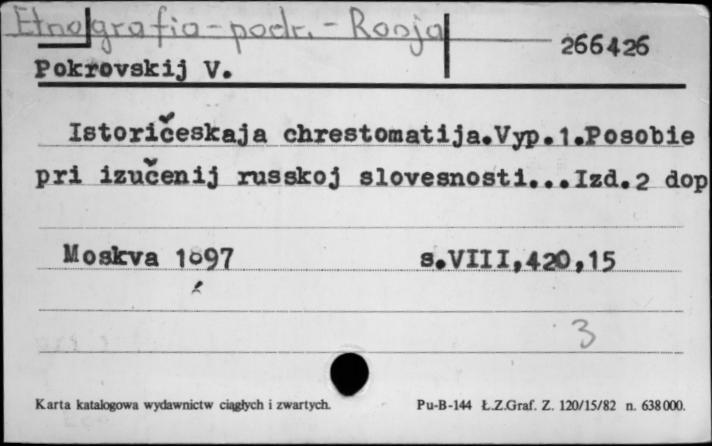 Etnografia - podr. - Rosja
266426
Pokrovskij V.
Istoričeskaja chrestomatija.Vyp.1.Posobie
pri izučenij russkoj slovesnosti...Izd.2 dop
Moskva 1897 s.VIII,420,15
3
Karta katalogowa wydawnictw ciągłych i zwartych. Pu-B-144 Ł.Z.Graf. Z. 120/15/82 n. 638000.